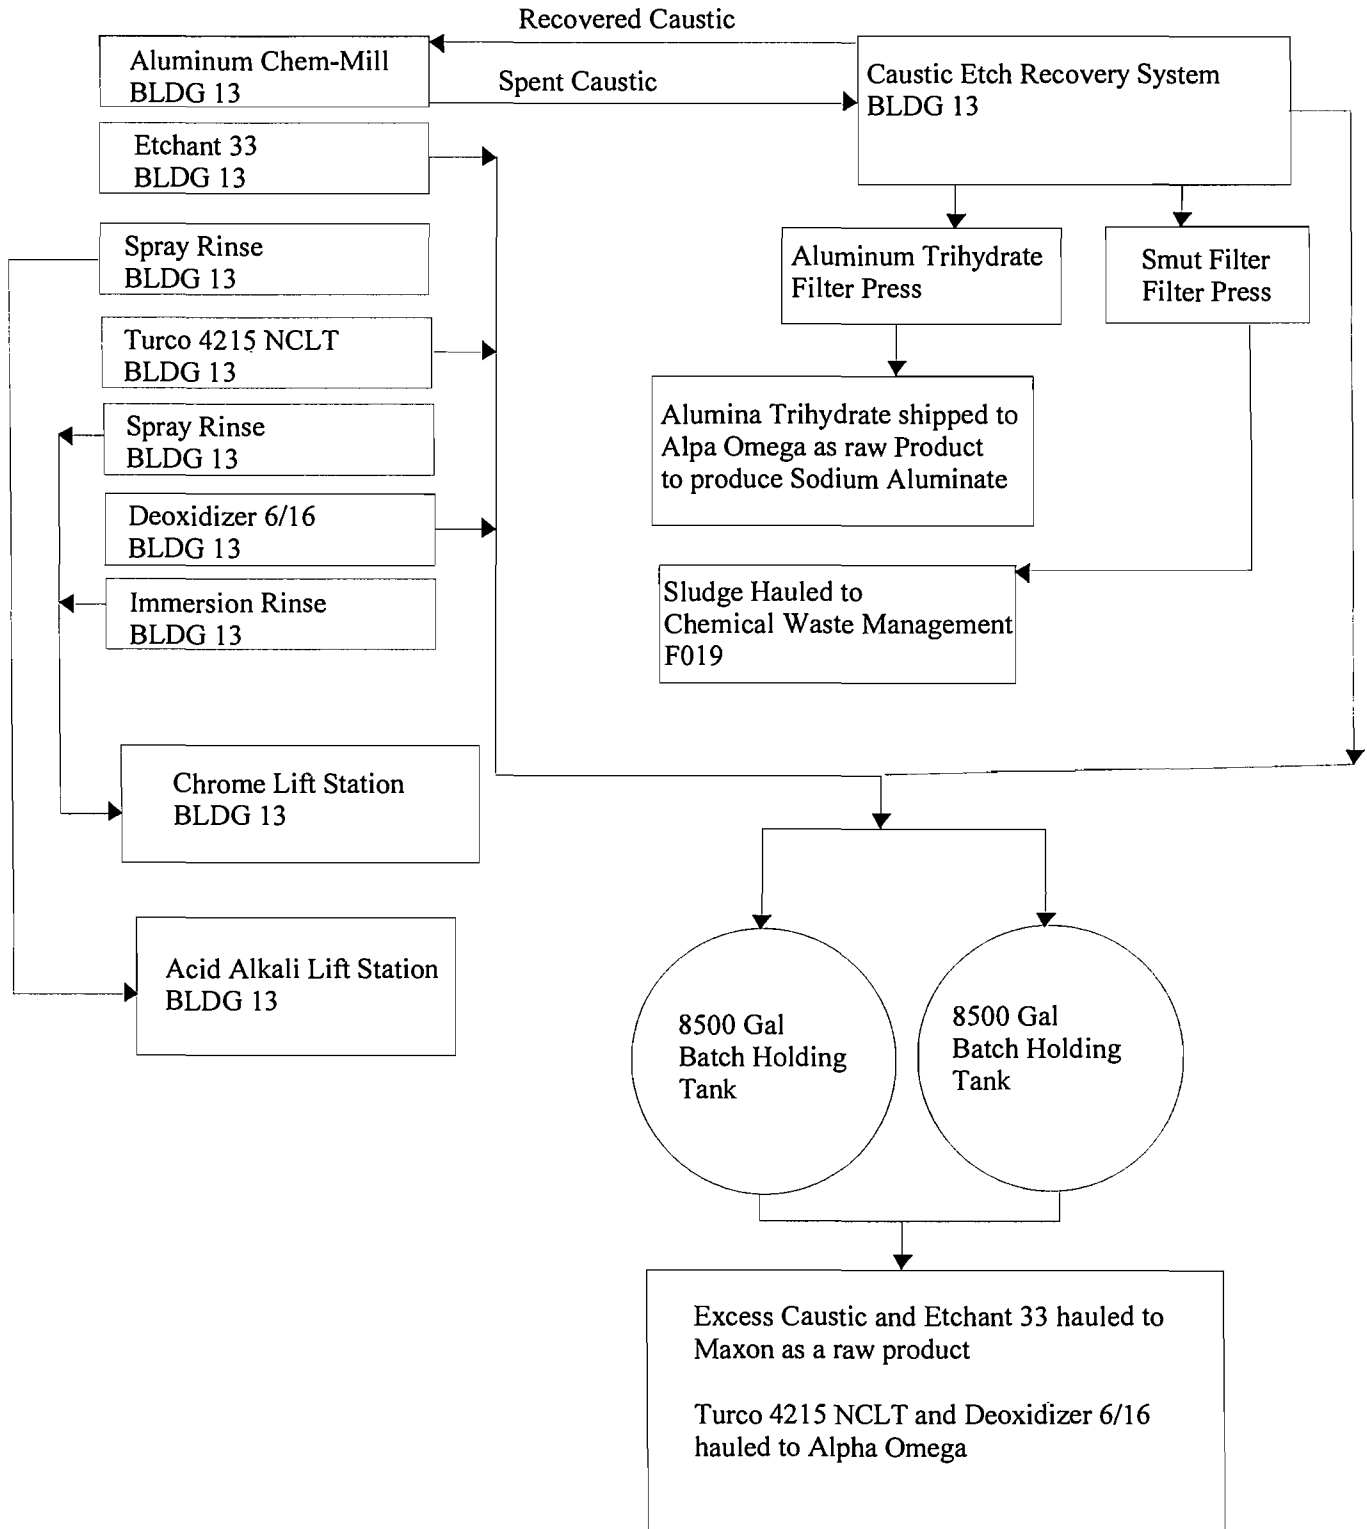 Recovered Caustic
Aluminum Chem-Mill
BLDG 13
Spent Caustic
Caustic Etch Recovery System
BLDG 13
Etchant 33
BLDG 13
Spray Rinse
BLDG 13
Aluminum Trihydrate
Filter Press
Smut Filter
Filter Press
Turco 4215 NCLT
BLDG 13
Alumina Trihydrate shipped to
Alpa Omega as raw Product
to produce Sodium Aluminate
Spray Rinse
BLDG 13
Deoxidizer 6/16
BLDG 13
Immersion Rinse
BLDG 13
Sludge Hauled to
Chemical Waste Management
F019
Chrome Lift Station
BLDG 13
Acid Alkali Lift Station
BLDG 13
8500 Gal
Batch Holding
Tank
8500 Gal
Batch Holding
Tank
Excess Caustic and Etchant 33 hauled to
Maxon as a raw product
Turco 4215 NCLT and Deoxidizer 6/16
hauled to Alpha Omega